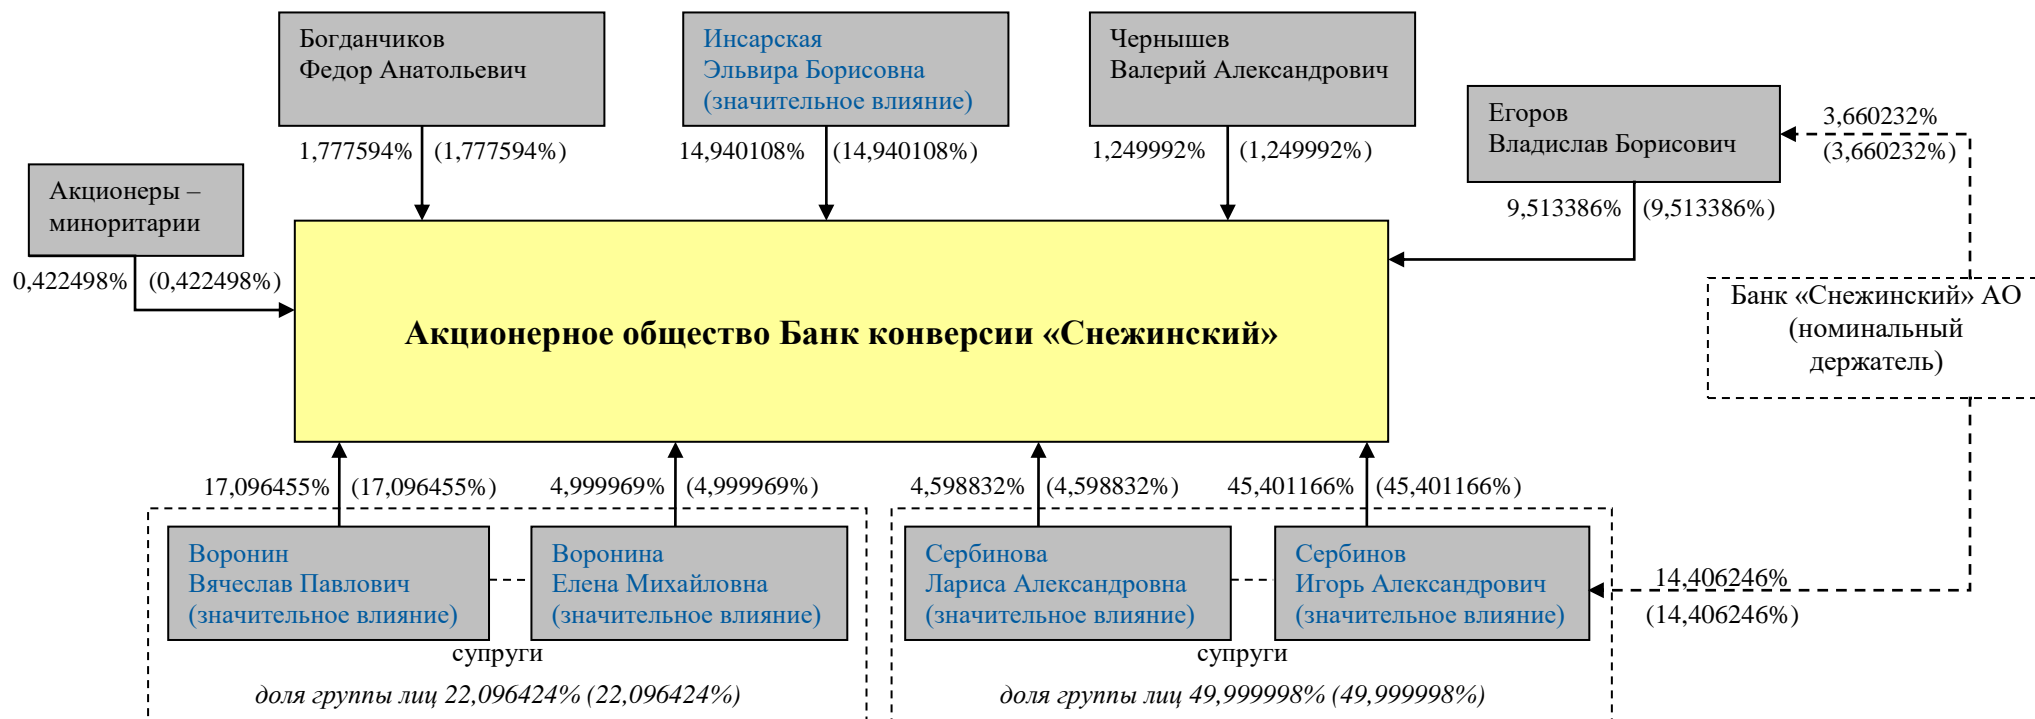 Богданчиков
Федор Анатольевич
Инсарская
Эльвира Борисовна
(значительное влияние)
Чернышев
Валерий Александрович
Егоров
Владислав Борисович
3,660232%
(3,660232%)
1,777594% (1,777594%)
14,940108% (14,940108%)
1,249992% (1,249992%)
Акционеры –
миноритарии
9,513386% (9,513386%)
0,422498% (0,422498%)
Банк «Снежинский» АО
(номинальный
держатель)
Акционерное общество Банк конверсии «Снежинский»
17,096455% (17,096455%)
4,999969% (4,999969%)
4,598832% (4,598832%)
45,401166% (45,401166%)
Воронин
Вячеслав Павлович
(значительное влияние)
Воронина
Елена Михайловна
(значительное влияние)
Сербинова
Лариса Александровна
(значительное влияние)
Сербинов
Игорь Александрович
(значительное влияние)
14,406246%
(14,406246%)
супруги
доля группы лиц 22,096424% (22,096424%)
супруги
доля группы лиц 49,999998% (49,999998%)